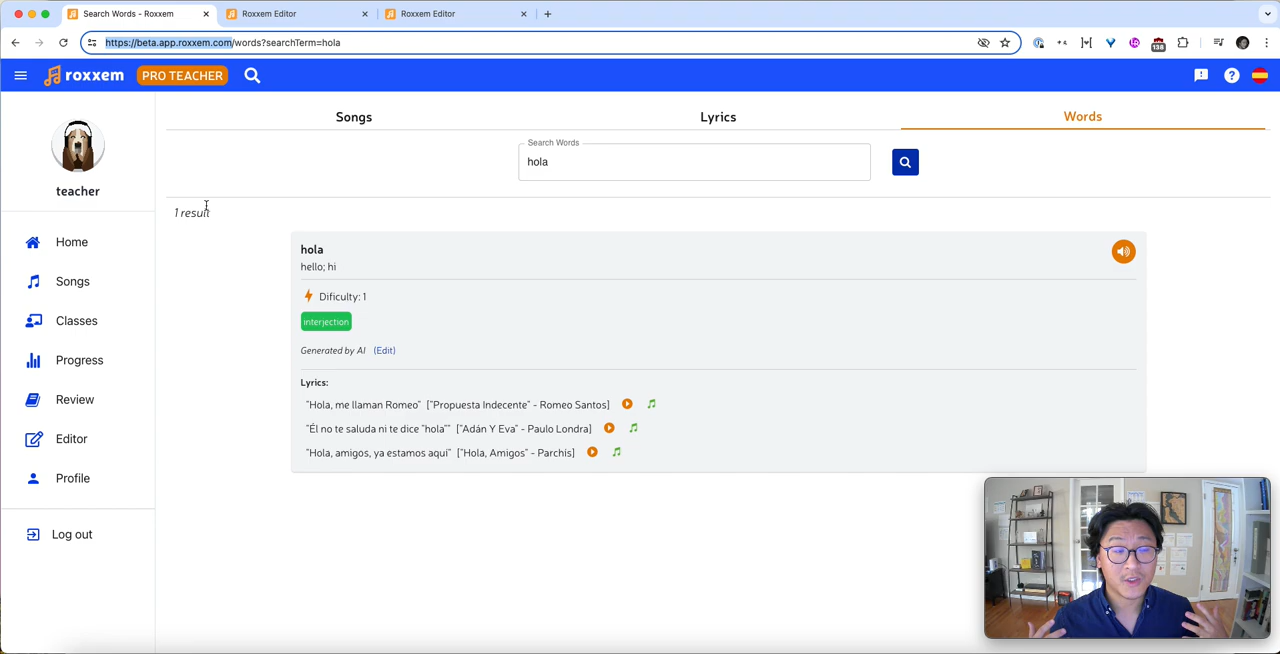 Search Words - Roxxem
Roxxem Editor
Roxxem Editor
https://beta.app.roxxem.com/words?searchTerm=hola
138
roxxem
PRO TEACHER
Songs
Lyrics
Words
Search Words
hola
teacher
1 result
Home
Songs
Classes
Progress
Review
Editor
Profile
Log out
hola
hello; hi
Dificulty: 1
interjection
Generated by AI (Edit)
Lyrics:
"Hola, me llaman Romeo" ["Propuesta Indecente" - Romeo Santos]
"Él no te saluda ni te dice "hola"" ["Adán Y Eva" - Paulo Londra]
"Hola, amigos, ya estamos aquí" ["Hola, Amigos" - Parchís]